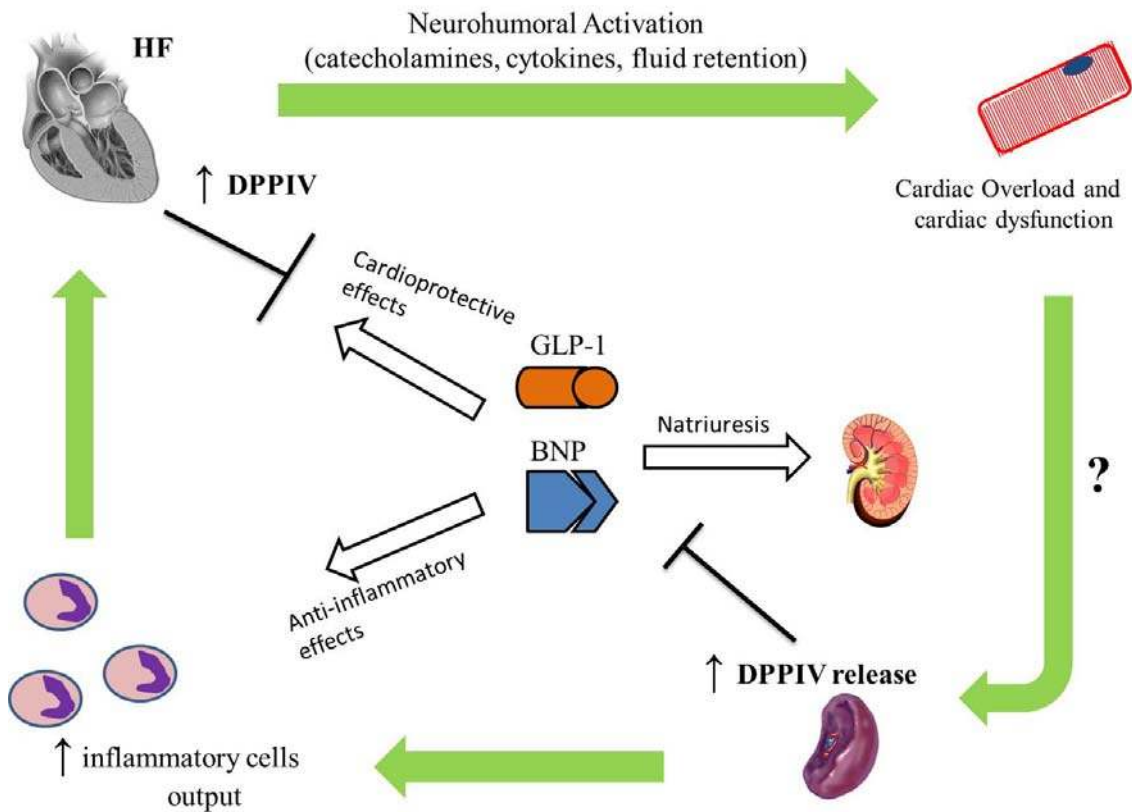 Neurohumoral Activation
(catecholamines, cytokines, fluid retention)
HF
↑ DPPIV
Cardiac Overload and
cardiac dysfunction
Cardioprotective
effects
GLP-1
Natriuresis
BNP
?
Anti-inflammatory
effects
↑ DPPIV release
↑ inflammatory cells
output